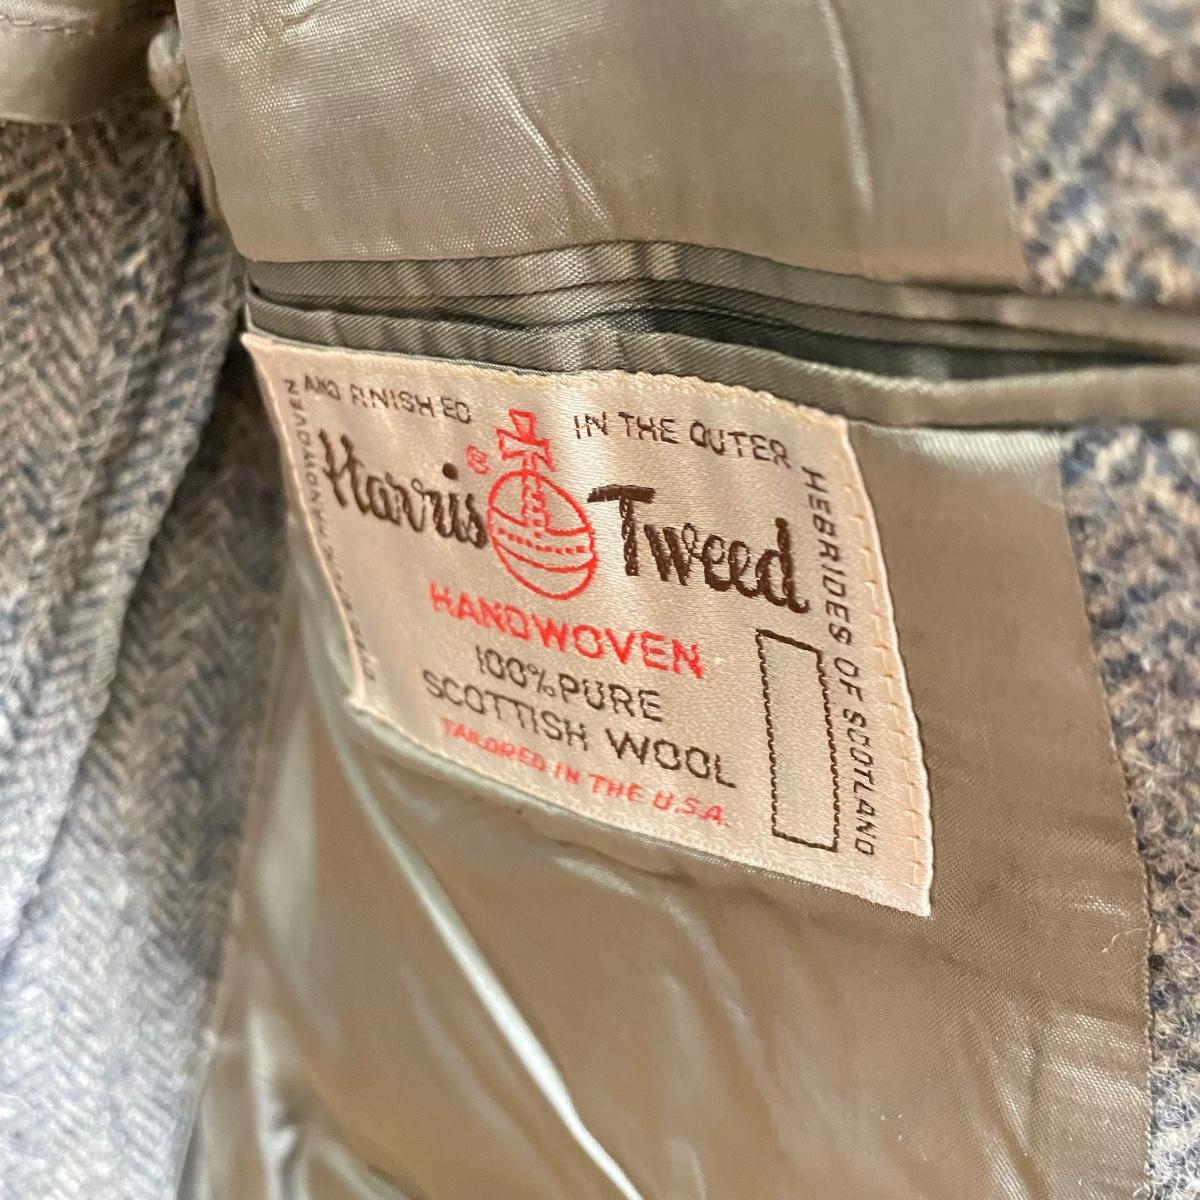 AND FINISHED
IN THE OUTER
HEBRIDES OF SCOTLAND
Harris ® Tweed
HANDWOVEN
100% PURE
SCOTTISH WOOL
TAILORED IN THE U.S.A.